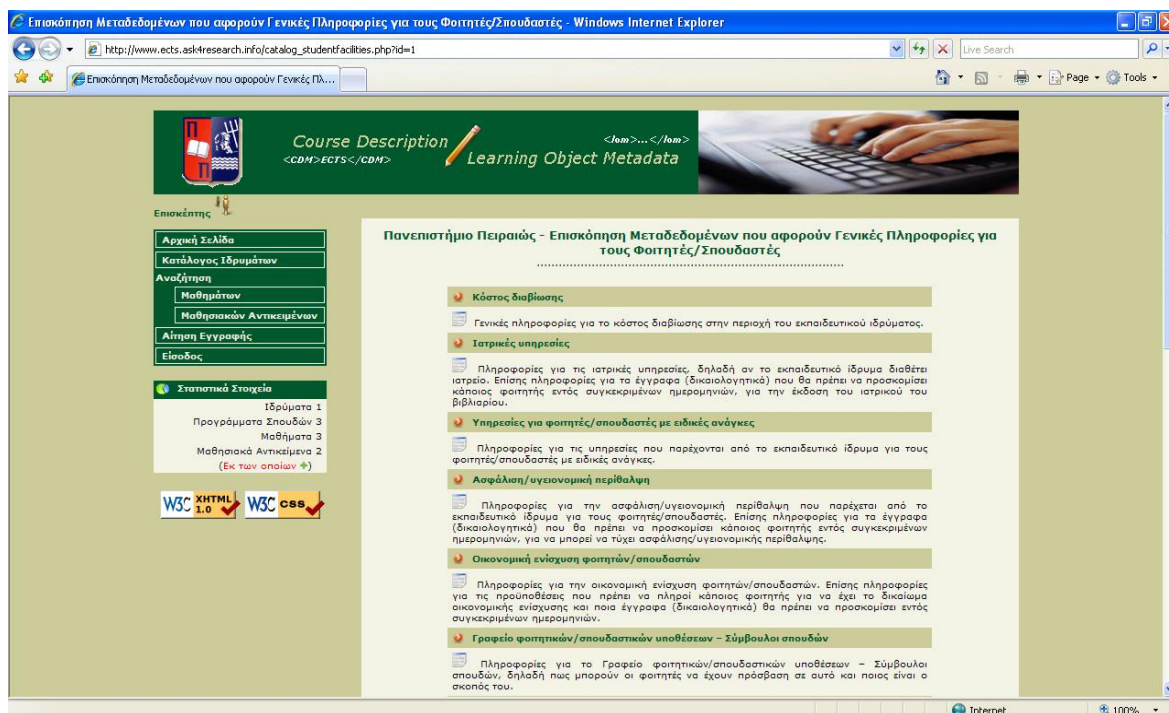 Επισκόπηση Μεταδεδομένων που αφορούν Γενικές Πληροφορίες για τους Φοιτητές/Σπουδαστές - Windows Internet Explorer
http://www.ects.ask4research.info/catalog_studentfacilities.php?id=1
Live Search
Επισκόπηση Μεταδεδομένων που αφορούν Γενικές Πλ...
Page
Tools
Course Description
<CDM>ECTS</CDM>
<lom>...</lom>
Learning Object Metadata
Επισκέπτης
Αρχική Σελίδα
Κατάλογος Ιδρυμάτων
Αναζήτηση
Μαθημάτων
Μαθησιακών Αντικειμένων
Αίτηση Εγγραφής
Είσοδος
Στατιστικά Στοιχεία
Ιδρύματα 1
Προγράμματα Σπουδών 3
Μαθήματα 3
Μαθησιακά Αντικείμενα 2
(Εκ των οποίων +)
W3C XHTML 1.0
W3C css
Πανεπιστήμιο Πειραιώς - Επισκόπηση Μεταδεδομένων που αφορούν Γενικές Πληροφορίες για
τους Φοιτητές/Σπουδαστές
Κόστος διαβίωσης
Γενικές πληροφορίες για το κόστος διαβίωσης στην περιοχή του εκπαιδευτικού ιδρύματος.
Ιατρικές υπηρεσίες
Πληροφορίες για τις ιατρικές υπηρεσίες, δηλαδή αν το εκπαιδευτικό ίδρυμα διαθέτει
ιατρείο. Επίσης πληροφορίες για τα έγγραφα (δικαιολογητικά) που θα πρέπει να προσκομίσει
κάποιος φοιτητής εντός συγκεκριμένων ημερομηνιών, για την έκδοση του ιατρικού του
βιβλιαρίου.
Υπηρεσίες για φοιτητές/σπουδαστές με ειδικές ανάγκες
Πληροφορίες για τις υπηρεσίες που παρέχονται από το εκπαιδευτικό ίδρυμα για τους
φοιτητές/σπουδαστές με ειδικές ανάγκες.
Ασφάλιση/υγειονομική περίθαλψη
Πληροφορίες για την ασφάλιση/υγειονομική περίθαλψη που παρέχεται από το
εκπαιδευτικό ίδρυμα για τους φοιτητές/σπουδαστές. Επίσης πληροφορίες για τα έγγραφα
(δικαιολογητικά) που θα πρέπει να προσκομίσει κάποιος φοιτητής εντός συγκεκριμένων
ημερομηνιών, για να μπορεί να τύχει ασφάλισης/υγειονομικής περίθαλψης.
Οικονομική ενίσχυση φοιτητών/σπουδαστών
Πληροφορίες για την οικονομική ενίσχυση φοιτητών/σπουδαστών. Επίσης πληροφορίες
για τις προϋποθέσεις που πρέπει να πληροί κάποιος φοιτητής για να έχει το δικαίωμα
οικονομικής ενίσχυσης και ποια έγγραφα (δικαιολογητικά) θα πρέπει να προσκομίσει εντός
συγκεκριμένων ημερομηνιών.
Γραφείο φοιτητικών/σπουδαστικών υποθέσεων – Σύμβουλοι σπουδών
Πληροφορίες για το Γραφείο φοιτητικών/σπουδαστικών υποθέσεων – Σύμβουλοι
σπουδών, δηλαδή πως μπορούν οι φοιτητές να έχουν πρόσβαση σε αυτό και ποιος είναι ο
σκοπός του.
Internet
100%